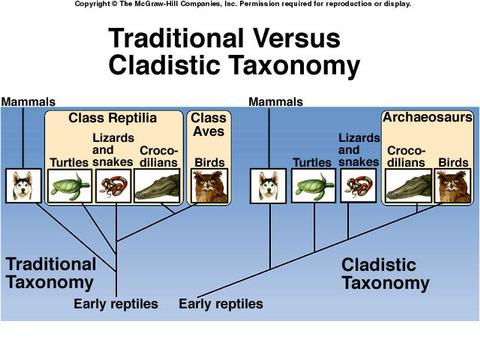 Copyright © The McGraw-Hill Companies, Inc. Permission required for reproduction or display.
Traditional Versus
Cladistic Taxonomy
Mammals
Class Reptilia
Turtles
Lizards
and
snakes
Croco-
dilians
Class
Aves
Birds
Mammals
Turtles
Lizards
and
snakes
Archaeosaurs
Croco-
dilians
Birds
Traditional
Taxonomy
Early reptiles
Cladistic
Taxonomy
Early reptiles